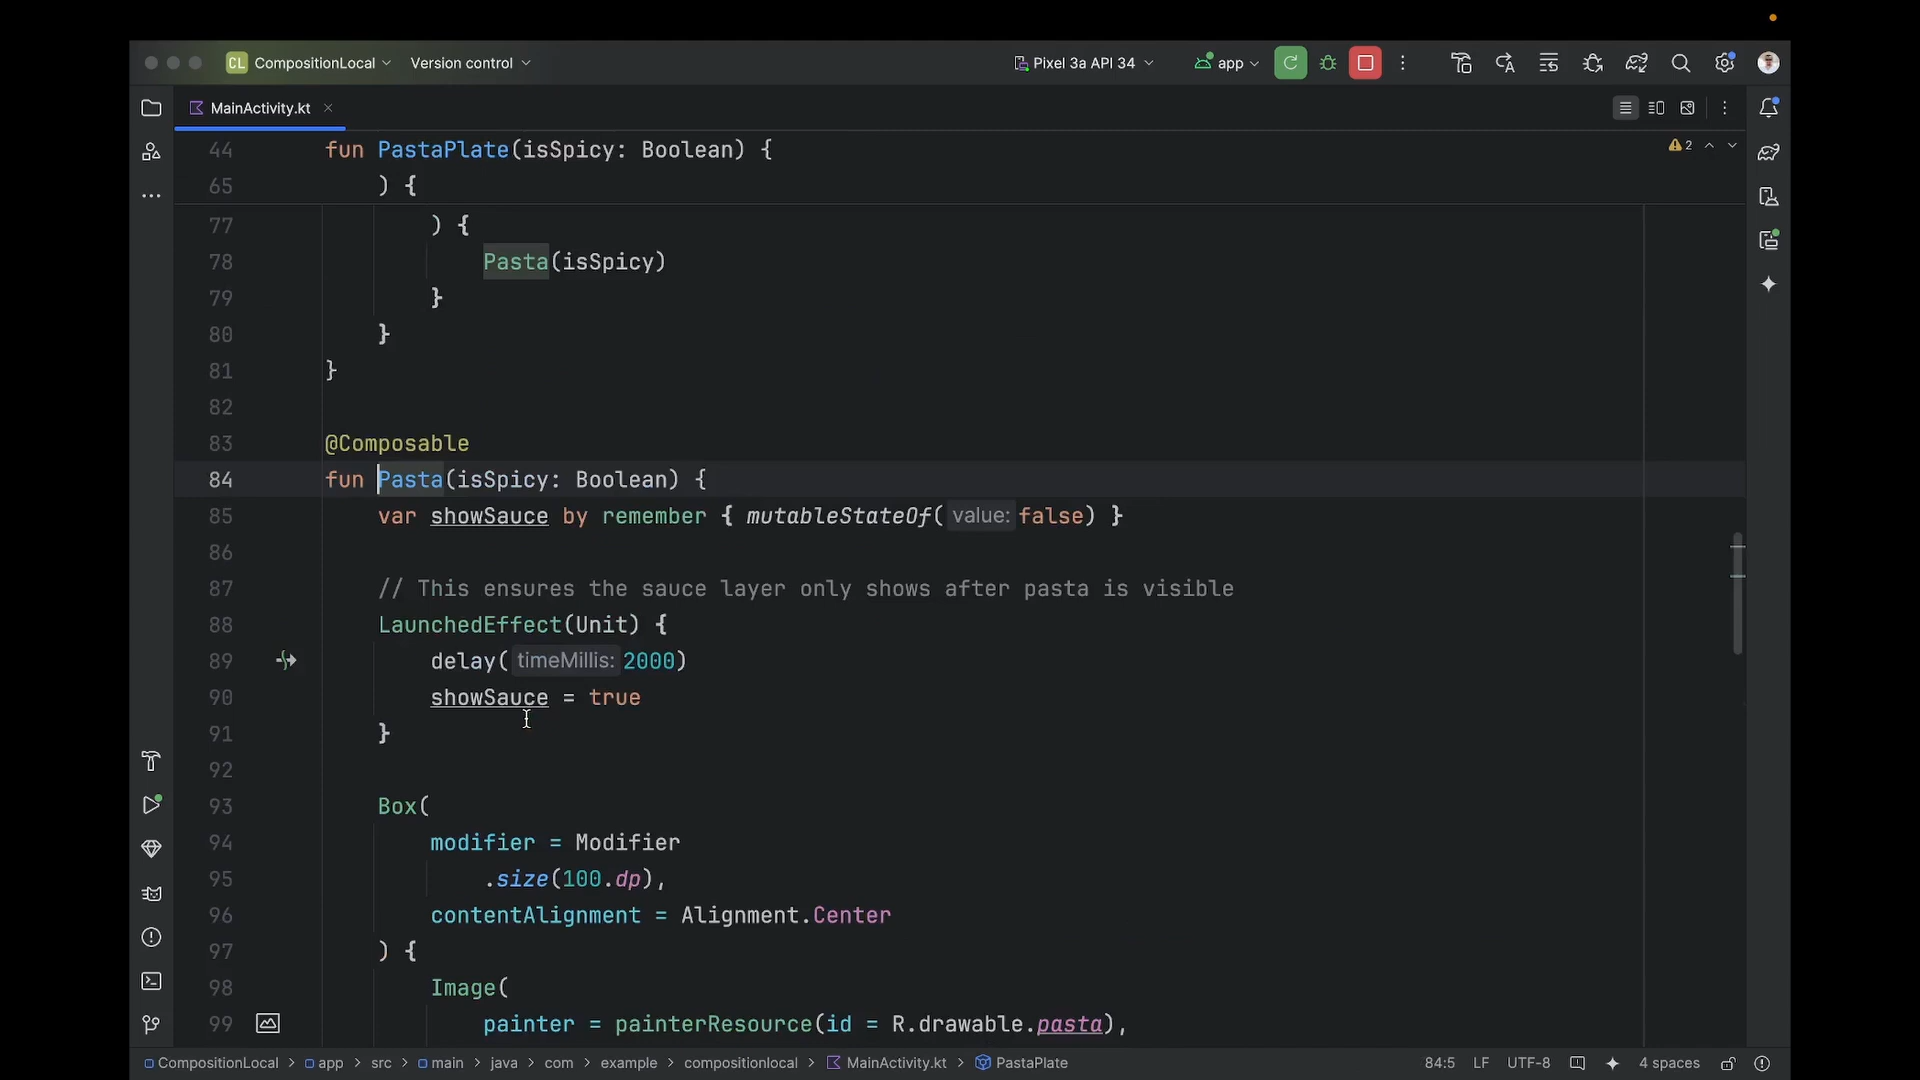 CL CompositionLocal Version control Pixel 3a API 34 app
MainActivity.kt
44 fun PastaPlate(isSpicy: Boolean) { 2
65 ) {
77 ) {
78 Pasta(isSpicy)
79 }
80 }
81 }
82
83 @Composable
84 fun Pasta(isSpicy: Boolean) {
85 var showSauce by remember { mutableStateOf( value: false) }
86
87 // This ensures the sauce layer only shows after pasta is visible
88 LaunchedEffect(Unit) {
89 delay( timeMillis: 2000)
90 showSauce = true
91 }
92
93 Box(
94 modifier = Modifier
95 .size(100.dp),
96 contentAlignment = Alignment.Center
97 ) {
98 Image(
99 painter = painterResource(id = R.drawable.pasta),
CompositionLocal > app > src > main > java > com > example > compositionlocal > MainActivity.kt > PastaPlate 84:5 LF UTF-8 4 spaces